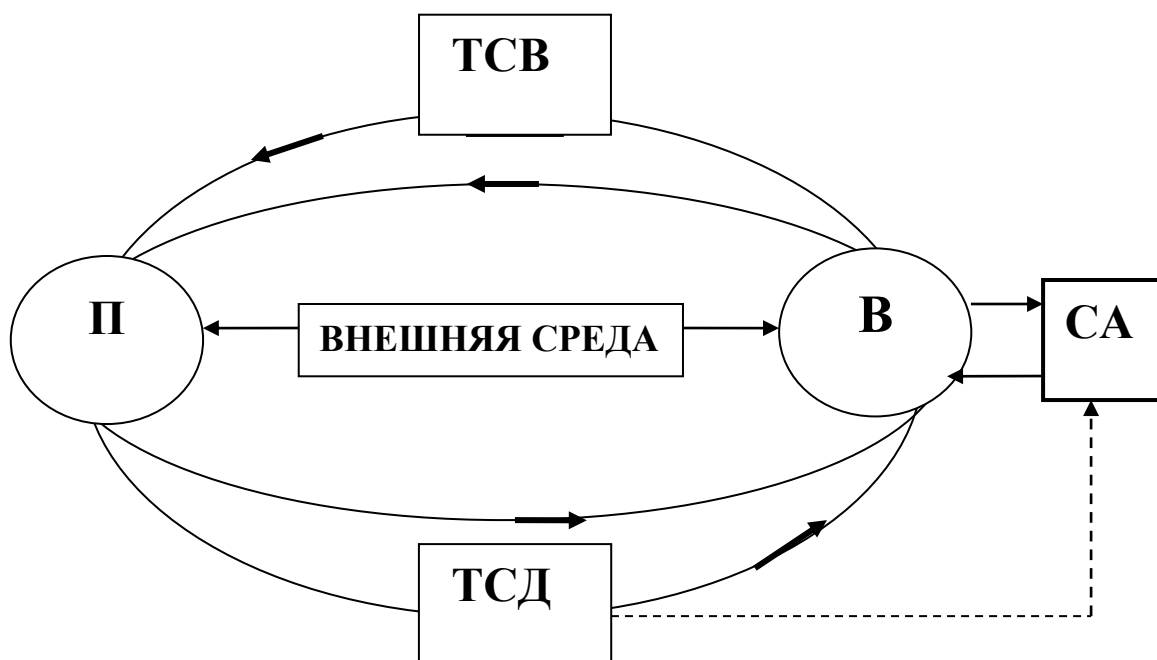 ТСВ
П
ВНЕШНЯЯ СРЕДА
В
СА
ТСД